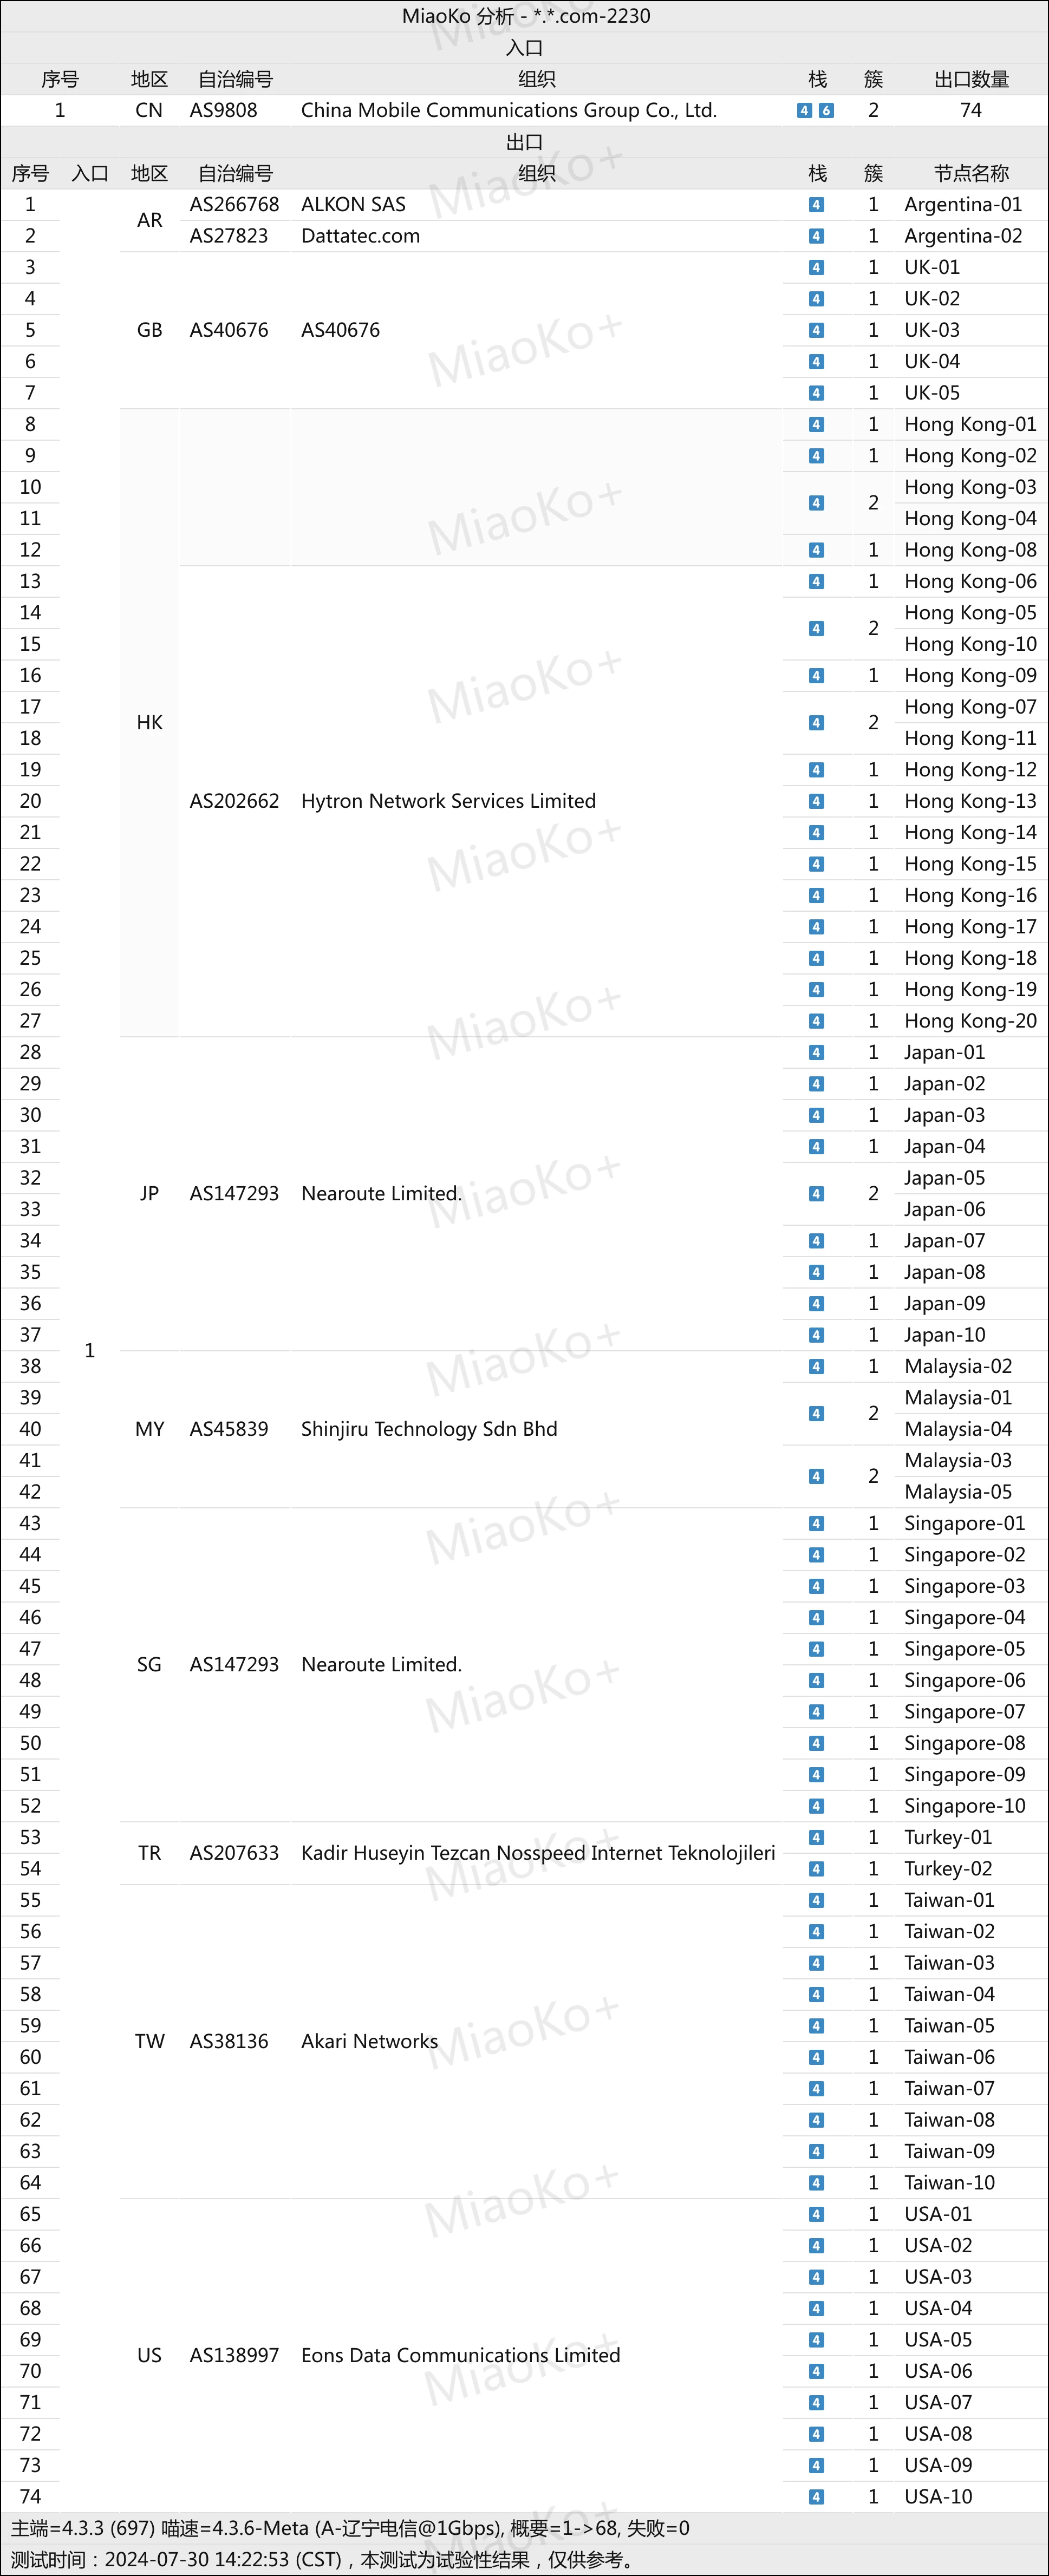 MiaoKo 分析 - *.*.com-2230
入口
序号 地区 自治编号 组织 栈 簇 出口数量
1 CN AS9808 China Mobile Communications Group Co., Ltd. 4 6 2 74
出口
序号 入口 地区 自治编号 组织 栈 簇 节点名称
1 AR AS266768 ALKON SAS 4 1 Argentina-01
2 AS27823 Dattatec.com 4 1 Argentina-02
3 4 1 UK-01
4 4 1 UK-02
5 GB AS40676 AS40676 4 1 UK-03
6 4 1 UK-04
7 4 1 UK-05
8 4 1 Hong Kong-01
9 4 1 Hong Kong-02
10 4 2 Hong Kong-03
11 Hong Kong-04
12 4 1 Hong Kong-08
13 4 1 Hong Kong-06
14 4 2 Hong Kong-05
15 Hong Kong-10
16 4 1 Hong Kong-09
17 4 2 Hong Kong-07
18 HK Hong Kong-11
19 4 1 Hong Kong-12
20 AS202662 Hytron Network Services Limited 4 1 Hong Kong-13
21 4 1 Hong Kong-14
22 4 1 Hong Kong-15
23 4 1 Hong Kong-16
24 4 1 Hong Kong-17
25 4 1 Hong Kong-18
26 4 1 Hong Kong-19
27 4 1 Hong Kong-20
28 4 1 Japan-01
29 4 1 Japan-02
30 4 1 Japan-03
31 4 1 Japan-04
32 JP AS147293 Nearoute Limited. 4 2 Japan-05
33 Japan-06
34 4 1 Japan-07
35 4 1 Japan-08
36 4 1 Japan-09
37 1 4 1 Japan-10
38 4 1 Malaysia-02
39 4 2 Malaysia-01
40 MY AS45839 Shinjiru Technology Sdn Bhd Malaysia-04
41 4 2 Malaysia-03
42 Malaysia-05
43 4 1 Singapore-01
44 4 1 Singapore-02
45 4 1 Singapore-03
46 4 1 Singapore-04
47 SG AS147293 Nearoute Limited. 4 1 Singapore-05
48 4 1 Singapore-06
49 4 1 Singapore-07
50 4 1 Singapore-08
51 4 1 Singapore-09
52 4 1 Singapore-10
53 TR AS207633 Kadir Huseyin Tezcan Nosspeed Internet Teknolojileri 4 1 Turkey-01
54 4 1 Turkey-02
55 4 1 Taiwan-01
56 4 1 Taiwan-02
57 4 1 Taiwan-03
58 4 1 Taiwan-04
59 TW AS38136 Akari Networks 4 1 Taiwan-05
60 4 1 Taiwan-06
61 4 1 Taiwan-07
62 4 1 Taiwan-08
63 4 1 Taiwan-09
64 4 1 Taiwan-10
65 4 1 USA-01
66 4 1 USA-02
67 4 1 USA-03
68 4 1 USA-04
69 US AS138997 Eons Data Communications Limited 4 1 USA-05
70 4 1 USA-06
71 4 1 USA-07
72 4 1 USA-08
73 4 1 USA-09
74 4 1 USA-10
主端=4.3.3 (697) 喵速=4.3.6-Meta (A-辽宁电信@1Gbps), 概要=1->68, 失败=0
测试时间：2024-07-30 14:22:53 (CST)，本测试为试验性结果，仅供参考。